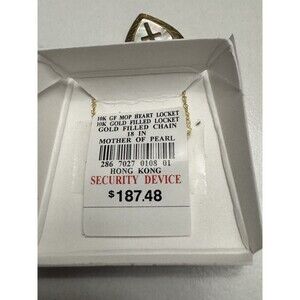 10K GF MOP HEART LOCKET
10K GOLD FILLED LOCKET
GOLD FILLED CHAIN
18 IN
MOTHER OF PEARL
286 7027 0108 01
HONG KONG
SECURITY DEVICE
$187.48